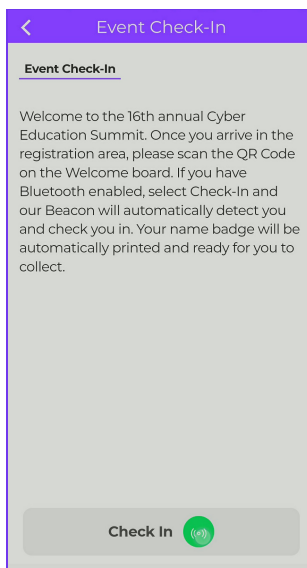 Event Check-In
Event Check-In
Welcome to the 16th annual Cyber
Education Summit. Once you arrive in the
registration area, please scan the QR Code
on the Welcome board. If you have
Bluetooth enabled, select Check-In and
our Beacon will automatically detect you
and check you in. Your name badge will be
automatically printed and ready for you to
collect.
Check In